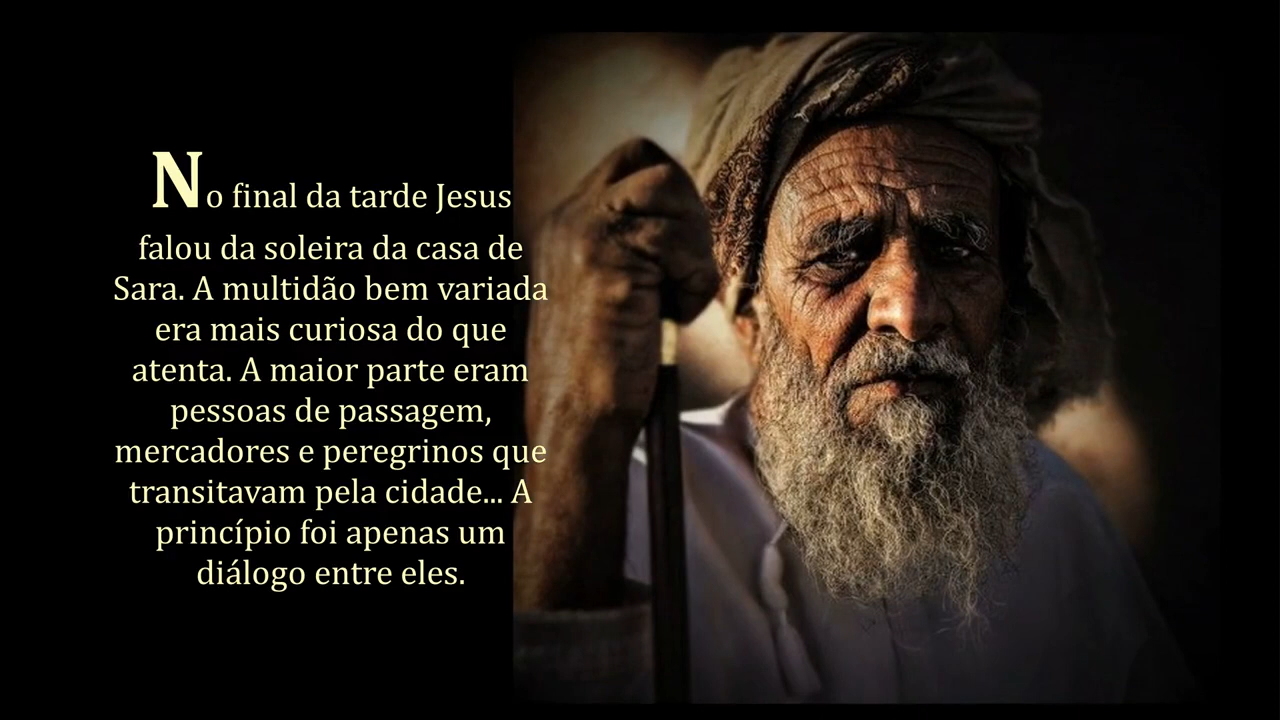 No final da tarde Jesus
falou da soleira da casa de
Sara. A multidão bem variada
era mais curiosa do que
atenta. A maior parte eram
pessoas de passagem,
mercadores e peregrinos que
transitavam pela cidade... A
princípio foi apenas um
diálogo entre eles.